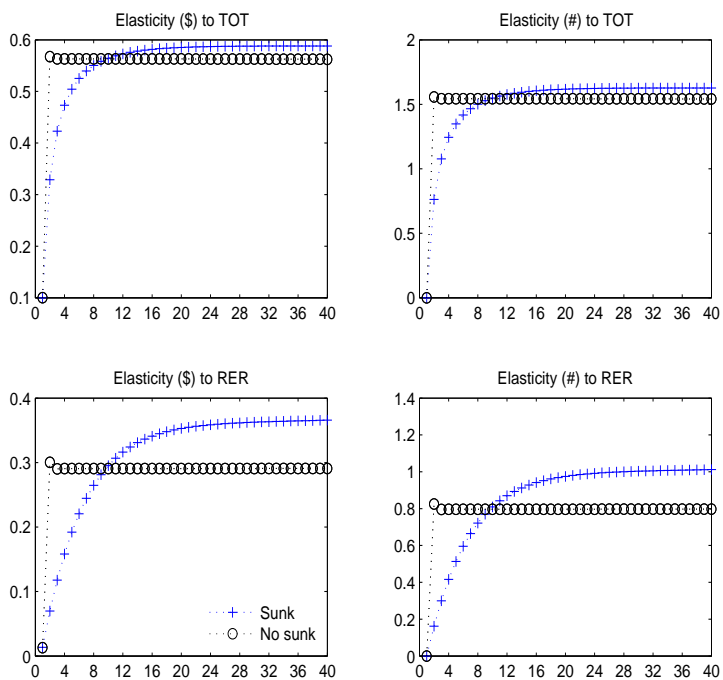 Elasticity ($) to TOT
0.6
0.5
0.4
0.3
0.2
0.1
0 4 8 12 16 20 24 28 32 36 40
Elasticity (#) to TOT
2
1.5
1
0.5
0
0 4 8 12 16 20 24 28 32 36 40
Elasticity ($) to RER
0.4
0.3
0.2
0.1
0
0 4 8 12 16 20 24 28 32 36 40
Sunk
No sunk
Elasticity (#) to RER
1.4
1.2
1
0.8
0.6
0.4
0.2
0
0 4 8 12 16 20 24 28 32 36 40